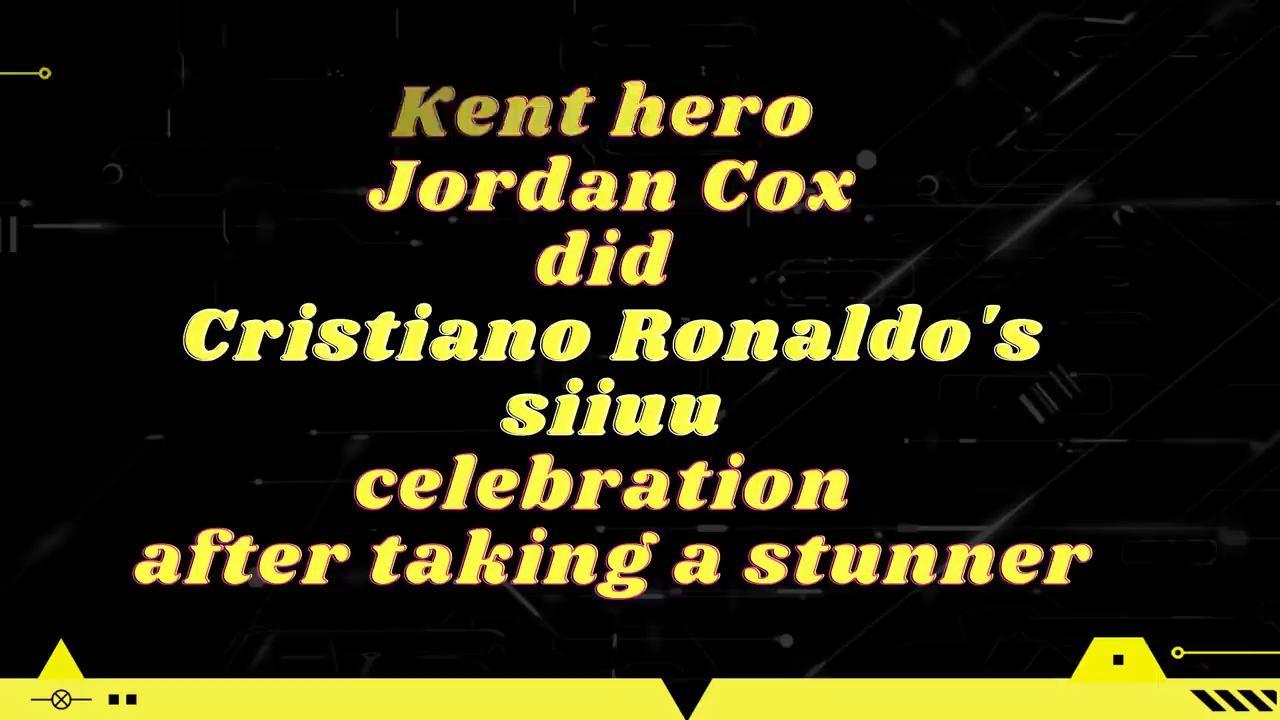 Kent hero
Jordan Cox
did
Cristiano Ronaldo's
siiuu
celebration
after taking a stunner